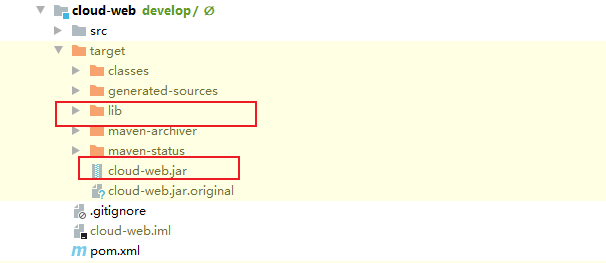 cloud-web develop / Ø
src
target
classes
generated-sources
lib
maven-archiver
maven-status
cloud-web.jar
cloud-web.jar.original
.gitignore
cloud-web.iml
pom.xml